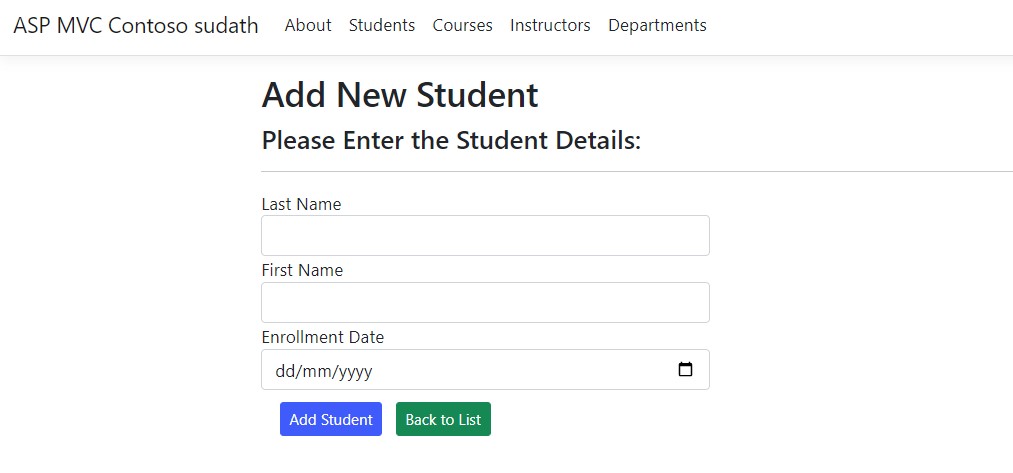 ASP MVC Contoso sudath About Students Courses Instructors Departments
Add New Student
Please Enter the Student Details:
Last Name
First Name
Enrollment Date
dd/mm/yyyy
Add Student Back to List